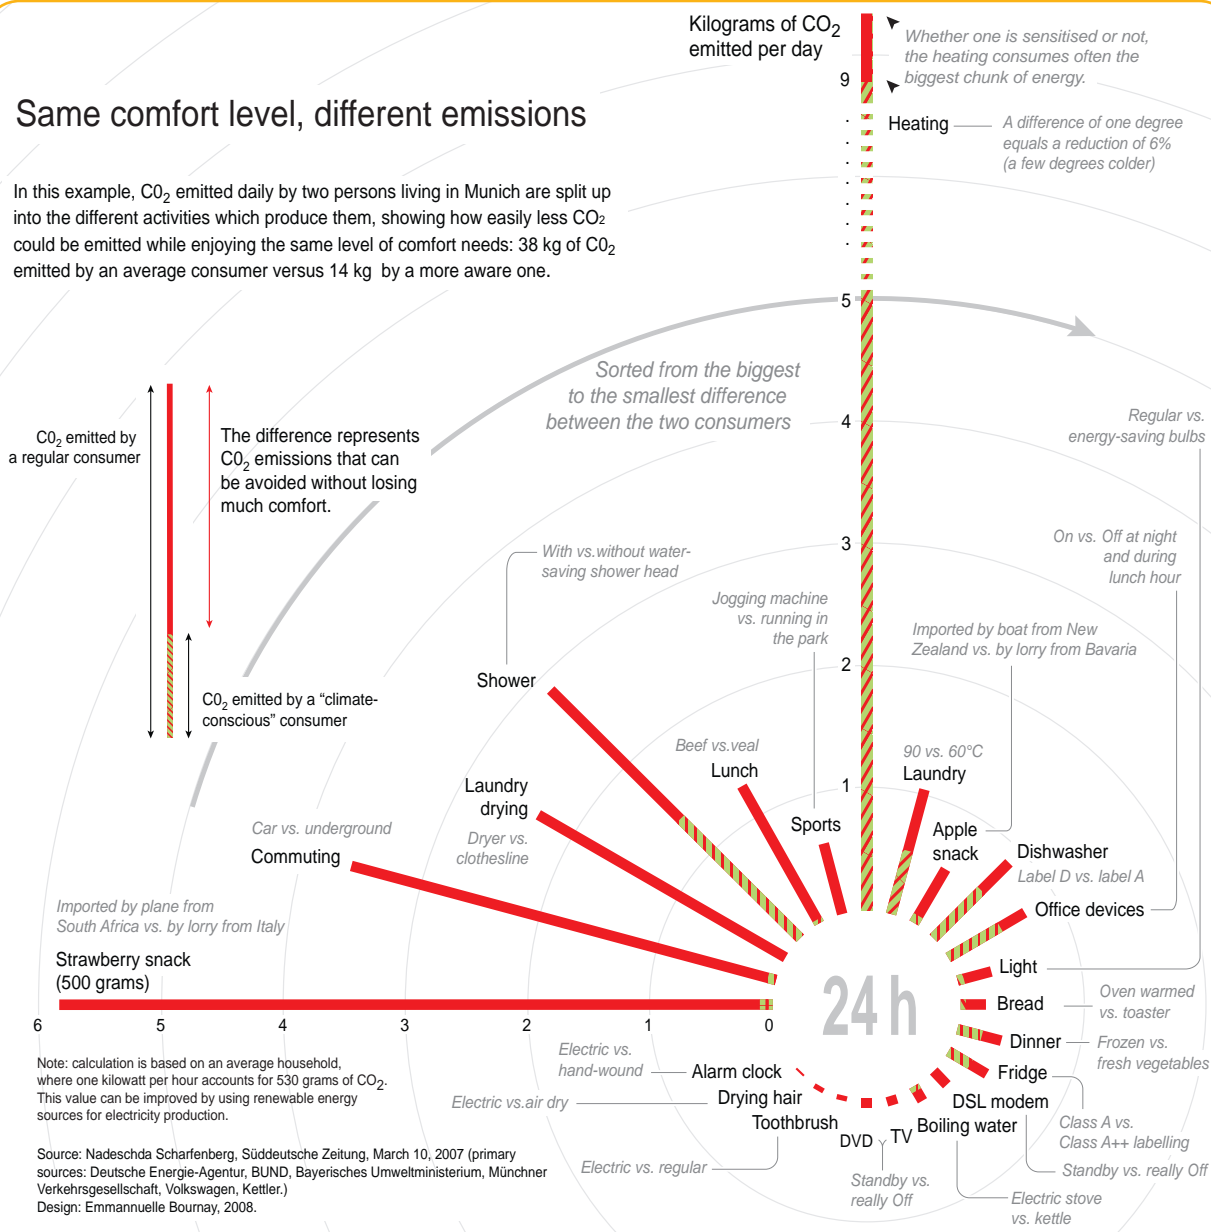 Kilograms of CO2
emitted per day
Whether one is sensitised or not,
the heating consumes often the
biggest chunk of energy.
9
Heating
A difference of one degree
equals a reduction of 6%
(a few degrees colder)
Same comfort level, different emissions
In this example, C02 emitted daily by two persons living in Munich are split up
into the different activities which produce them, showing how easily less CO2
could be emitted while enjoying the same level of comfort needs: 38 kg of C02
emitted by an average consumer versus 14 kg by a more aware one.
5
Sorted from the biggest
to the smallest difference
between the two consumers
4
3
2
1
C02 emitted by
a regular consumer
The difference represents
C02 emissions that can
be avoided without losing
much comfort.
C02 emitted by a “climate-
conscious” consumer
Regular vs.
energy-saving bulbs
On vs. Off at night
and during
lunch hour
With vs.without water-
saving shower head
Shower
Jogging machine
vs. running in
the park
Sports
Imported by boat from New
Zealand vs. by lorry from Bavaria
Apple
snack
Beef vs.veal
Lunch
90 vs. 60°C
Laundry
Laundry
drying
Dryer vs.
clothesline
Car vs. underground
Commuting
Dishwasher
Label D vs. label A
Office devices
Imported by plane from
South Africa vs. by lorry from Italy
Strawberry snack
(500 grams)
6
5
4
3
2
1
0
24 h
Light
Bread
Oven warmed
vs. toaster
Dinner
Frozen vs.
fresh vegetables
Fridge
Class A vs.
Class A++ labelling
DSL modem
Standby vs. really Off
Boiling water
Electric stove
vs. kettle
TV
DVD
Standby vs.
really Off
Toothbrush
Electric vs. regular
Drying hair
Electric vs.air dry
Alarm clock
Electric vs.
hand-wound
Note: calculation is based on an average household,
where one kilowatt per hour accounts for 530 grams of CO2.
This value can be improved by using renewable energy
sources for electricity production.
Source: Nadeschda Scharfenberg, Süddeutsche Zeitung, March 10, 2007 (primary
sources: Deutsche Energie-Agentur, BUND, Bayerisches Umweltministerium, Münchner
Verkehrsgesellschaft, Volkswagen, Kettler.)
Design: Emmannuelle Bournay, 2008.